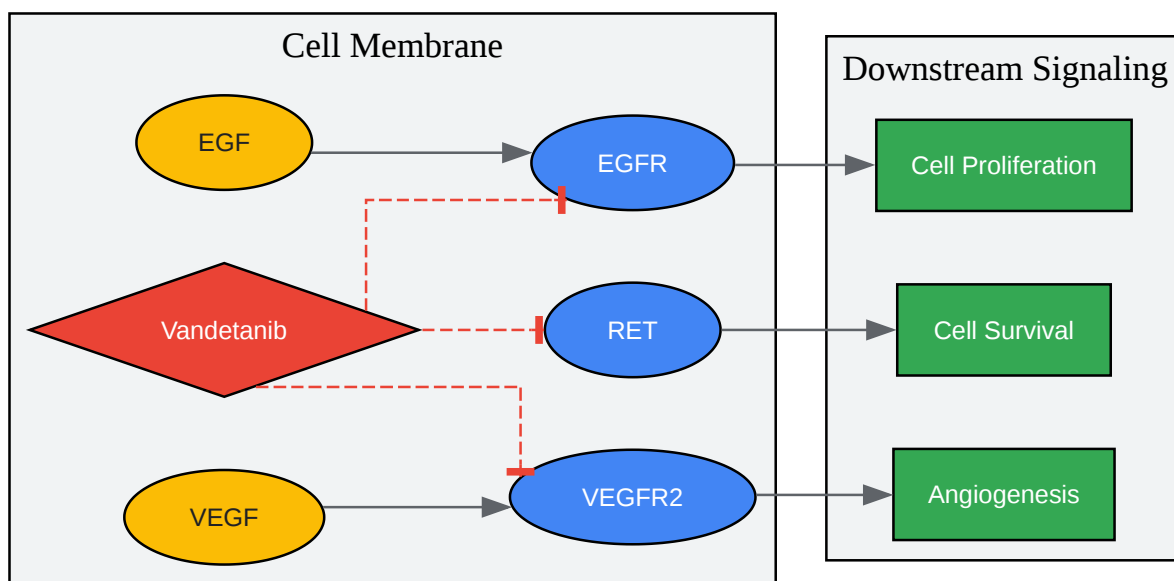 Cell Membrane
EGF
EGFR
Vandetanib
RET
VEGF
VEGFR2
Downstream Signaling
Cell Proliferation
Cell Survival
Angiogenesis